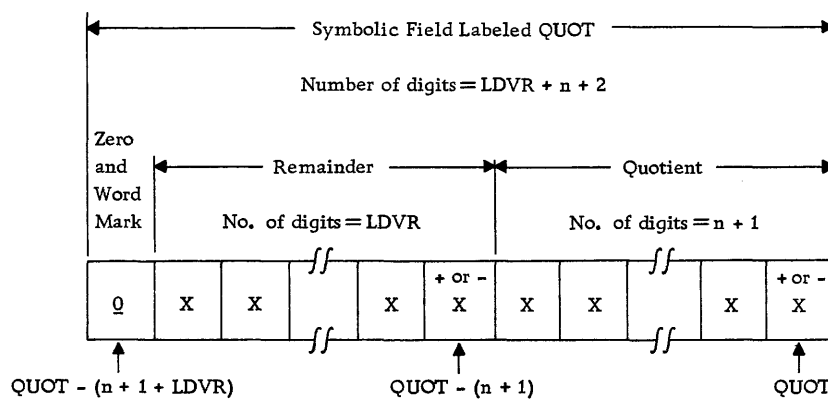 Symbolic Field Labeled QUOT
Number of digits = LDVR + n + 2
Zero
and
Word
Mark
Remainder
Quotient
No. of digits = LDVR
No. of digits = n + 1
+ or -
+ or -
0 X X X X X X X X
QUOT - (n + 1 + LDVR)
QUOT - (n + 1)
QUOT